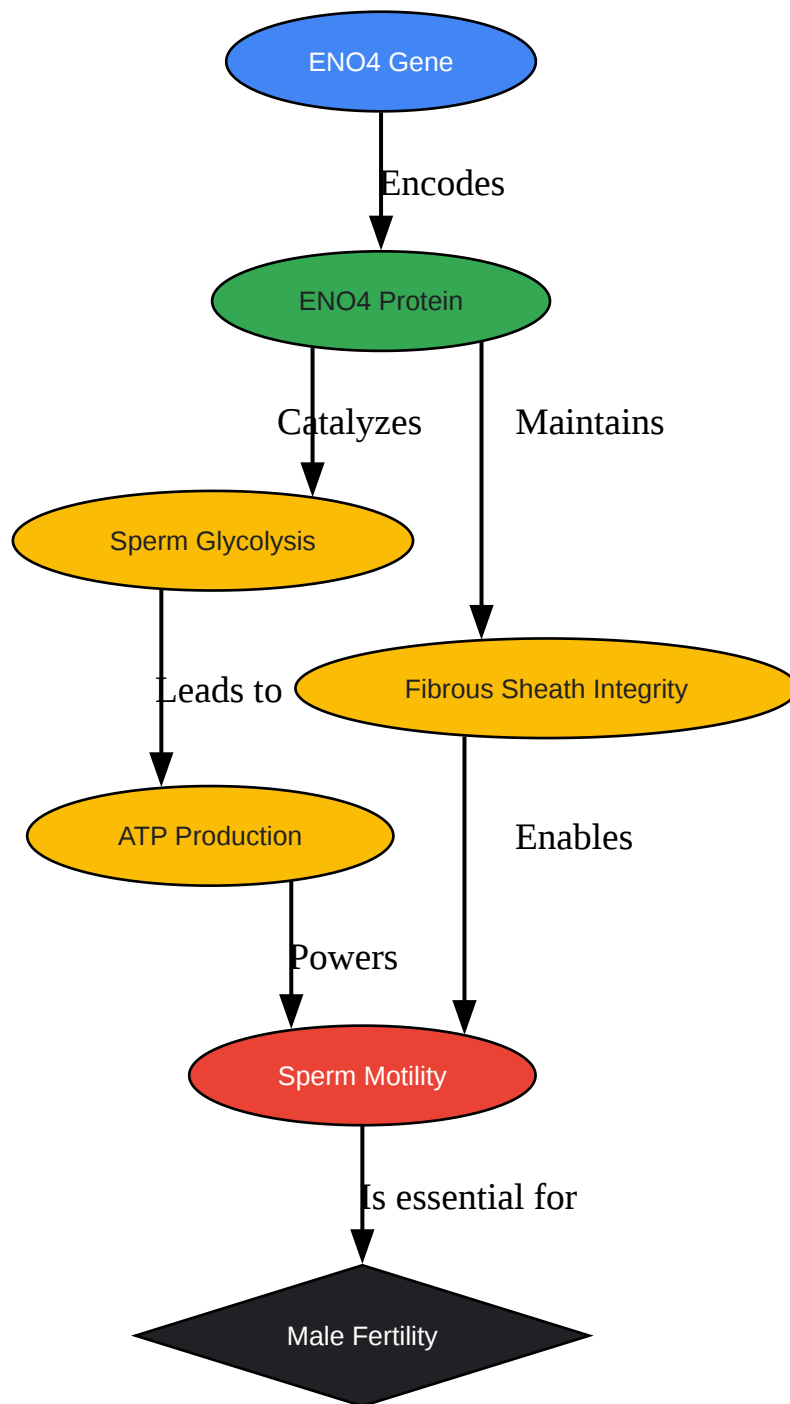 ENO4 Gene
Encodes
ENO4 Protein
Catalyzes
Maintains
Sperm Glycolysis
Leads to
Fibrous Sheath Integrity
ATP Production
Enables
Powers
Sperm Motility
Is essential for
Male Fertility